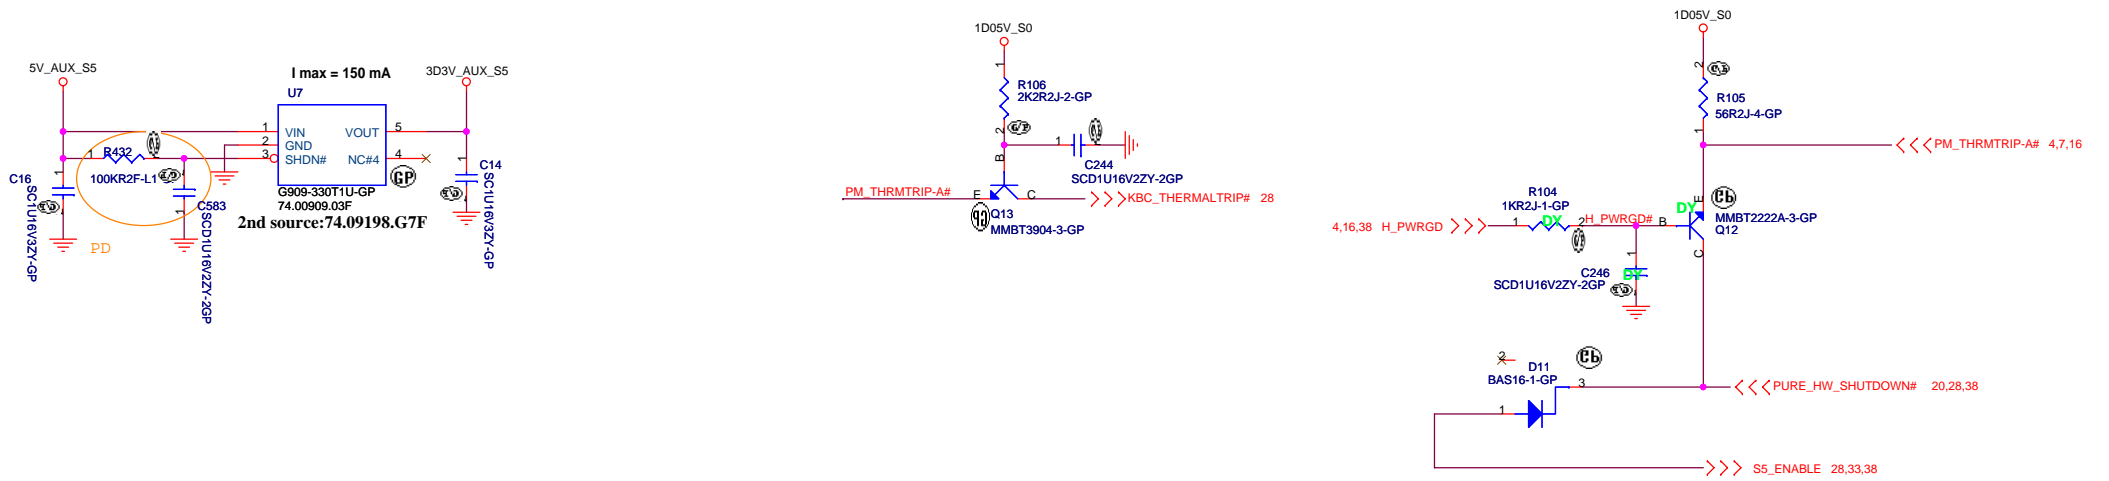 5V_AUX_S5
I max = 150 mA
3D3V_AUX_S5
U7
1 VIN VOUT 5
2 GND
3 SHDN# NC#4 4
1 R432
100KR2F-L1
GP
G909-330T1U-GP
74.00909.03F
2nd source:74.09198.G7F
C16
1
SC1U16V3ZY-GP
C583
1
SCD1U16V2ZY-2GP
PD
C14
1
SC1U16V3ZY-GP
1D05V_S0
1
R106
2K2R2J-2-GP
2
1
C244
SCD1U16V2ZY-2GP
B
PM_THRMTRIP-A# E C KBC_THERMALTRIP# 28
Q13
MMBT3904-3-GP
1D05V_S0
2
R105
56R2J-4-GP
1
PM_THRMTRIP-A# 4,7,16
R104
1KR2J-1-GP
4,16,38 H_PWRGD 1 DY 2 H_PWRGD# B
DY
E
MMBT2222A-3-GP
Q12
C
1
C246
DY
SCD1U16V2ZY-2GP
2
D11
BAS16-1-GP
3
1
PURE_HW_SHUTDOWN# 20,28,38
S5_ENABLE 28,33,38